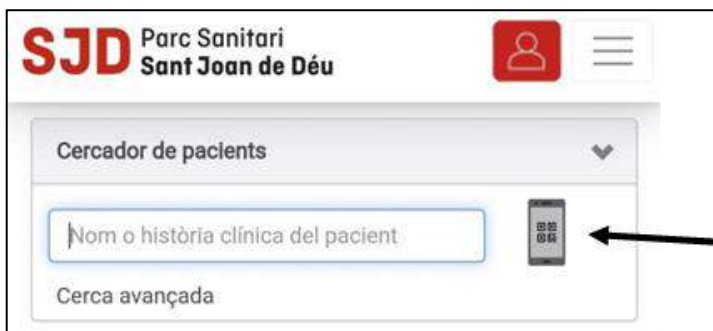 SJD Parc Sanitari
Sant Joan de Déu
Cercador de pacients
Nom o història clínica del pacient
Cerca avançada